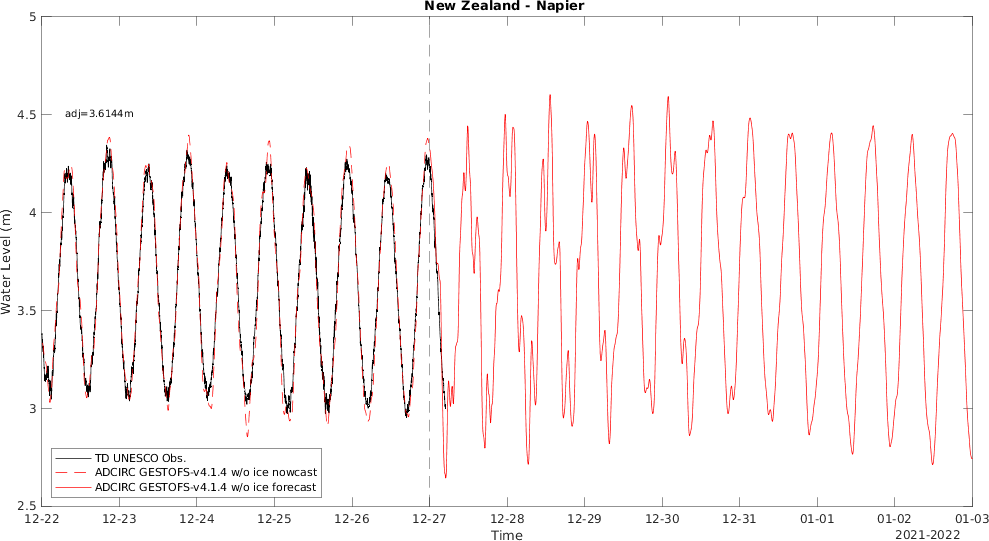 New Zealand - Napier
5
4.5
4
3.5
3
2.5
Water Level (m)
adj=3.6144m
TD UNESCO Obs.
ADCIRC GESTOFS-v4.1.4 w/o ice nowcast
ADCIRC GESTOFS-v4.1.4 w/o ice forecast
12-22 12-23 12-24 12-25 12-26 12-27 12-28 12-29 12-30 12-31 01-01 01-02 01-03
Time
2021-2022